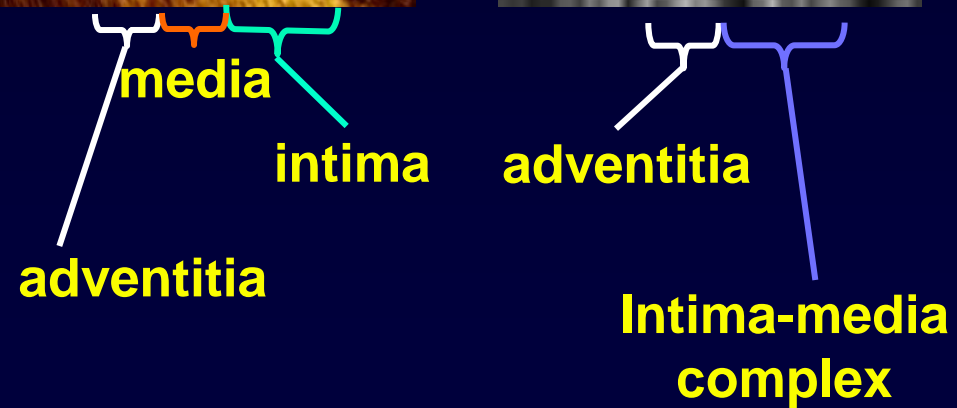 media
intima
adventitia
adventitia
Intima-media
complex